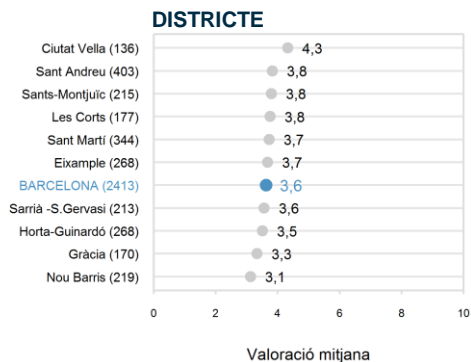 DISTRICTE
Ciutat Vella (136) 4,3
Sant Andreu (403) 3,8
Sants-Montjuïc (215) 3,8
Les Corts (177) 3,8
Sant Martí (344) 3,7
Eixample (268) 3,7
BARCELONA (2413) 3,6
Sarrià -S.Gervasi (213) 3,6
Horta-Guinardó (268) 3,5
Gràcia (170) 3,3
Nou Barris (219) 3,1
0 2 4 6 8 10
Valoració mitjana